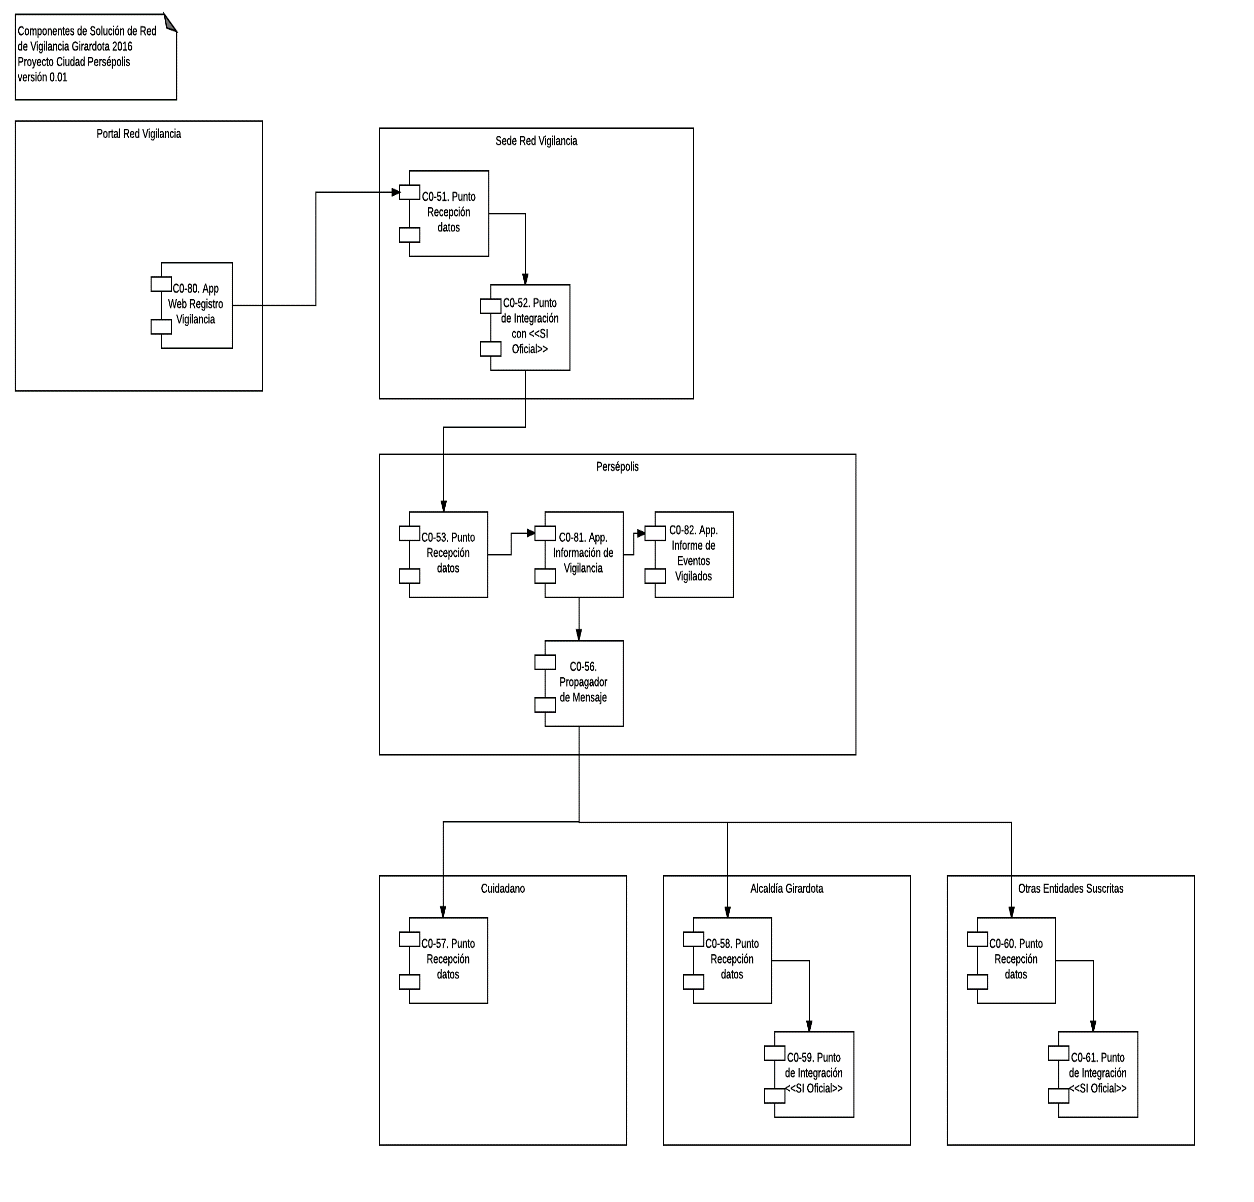 Componentes de Solución de Red
de Vigilancia Girardota 2016
Proyecto Ciudad Persépolis
versión 0.01
Portal Red Vigilancia
C0-80. App
Web Registro
Vigilancia
Sede Red Vigilancia
C0-51. Punto
Recepción
datos
C0-52. Punto
de Integración
con <<SI
Oficial>>
Persépolis
C0-53. Punto
Recepción
datos
C0-81. App.
Información de
Vigilancia
C0-82. App.
Informe de
Eventos
Vigilados
C0-56.
Propagador
de Mensaje
Cuidadano
C0-57. Punto
Recepción
datos
Alcaldía Girardota
C0-58. Punto
Recepción
datos
C0-59. Punto
de Integración
<<SI Oficial>>
Otras Entidades Suscritas
C0-60. Punto
Recepción
datos
C0-61. Punto
de Integración
<<SI Oficial>>